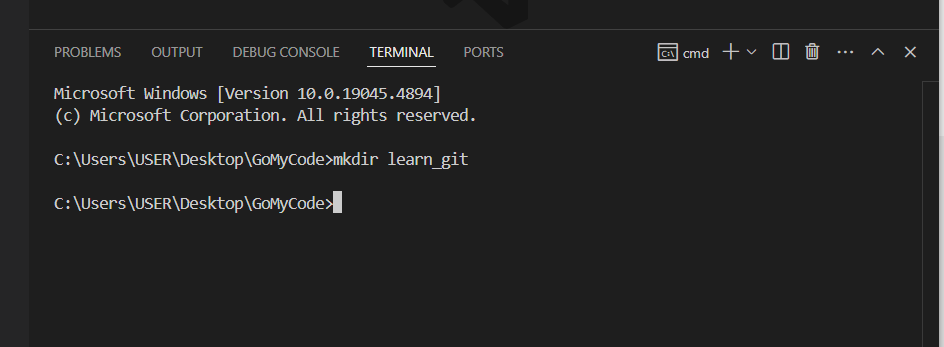 PROBLEMS OUTPUT DEBUG CONSOLE TERMINAL PORTS cmd
Microsoft Windows [Version 10.0.19045.4894]
(c) Microsoft Corporation. All rights reserved.
C:\Users\USER\Desktop\GoMyCode>mkdir learn_git
C:\Users\USER\Desktop\GoMyCode>